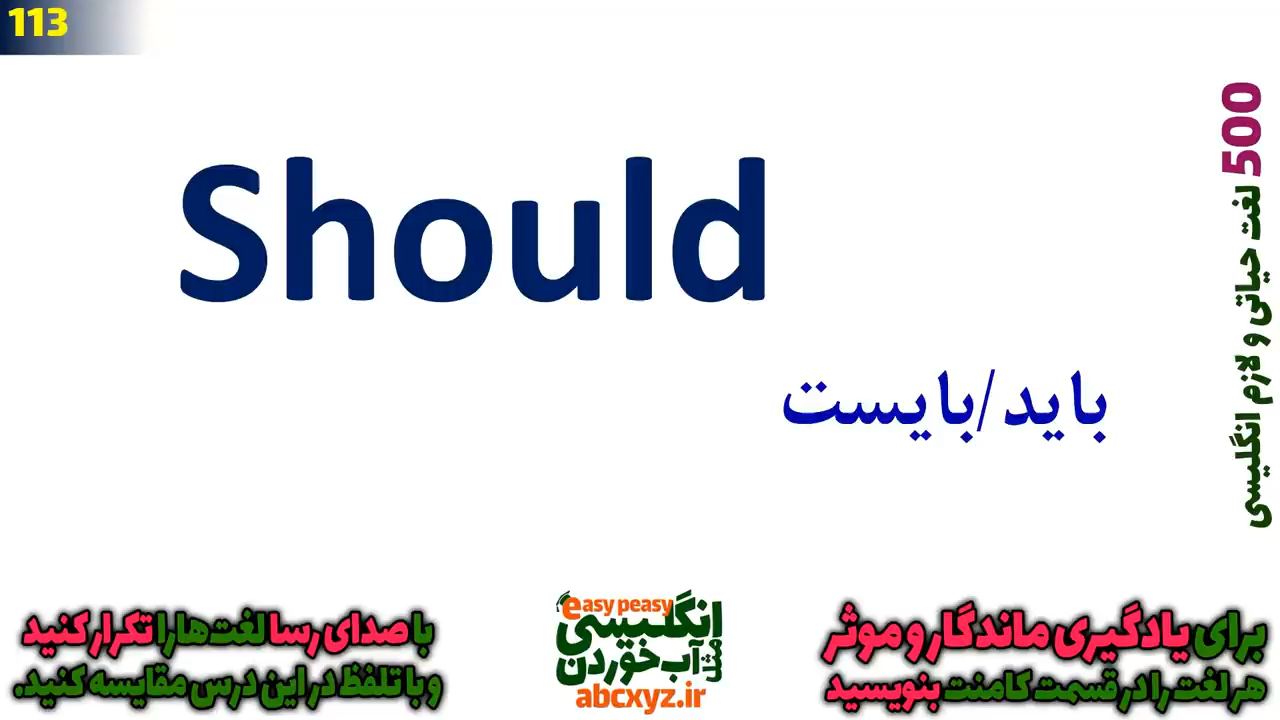 113
Should
باید/بایست
500 لغت حیاتی و لازم انگلیسی
برای یادگیری ماندگار و موثر
هر لغت را در قسمت کامنت بنویسید
easy peasy
انگلیسی
مثل آب خوردن
abcxyz.ir
با صدای رسا لغت‌ها را تکرار کنید
و با تلفظ در این درس مقایسه کنید.